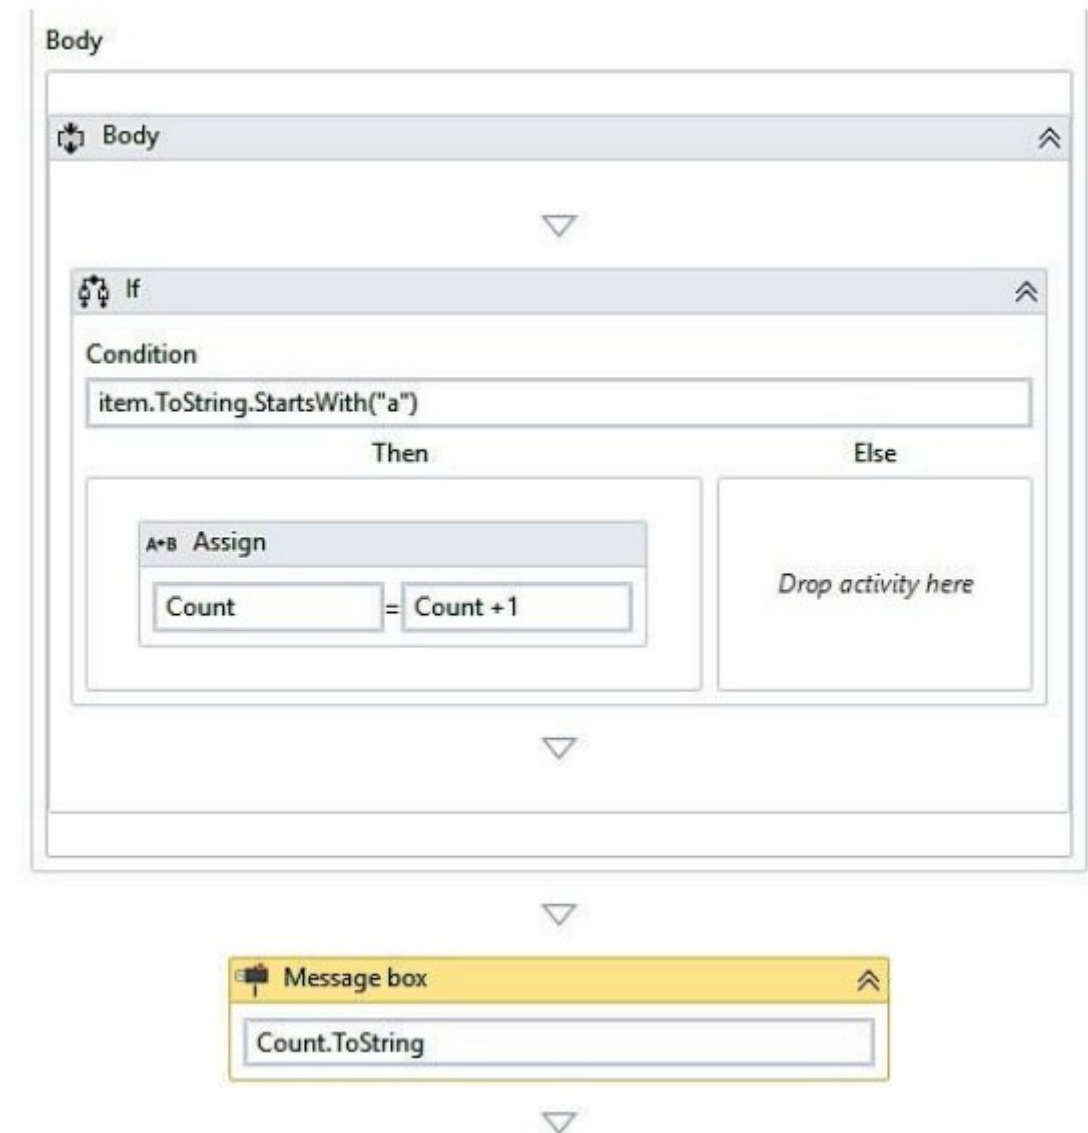 Body
Body
If
Condition
item.ToString.StartsWith("a")
Then Else
A+B Assign
Count = Count +1
Drop activity here
Message box
Count.ToString